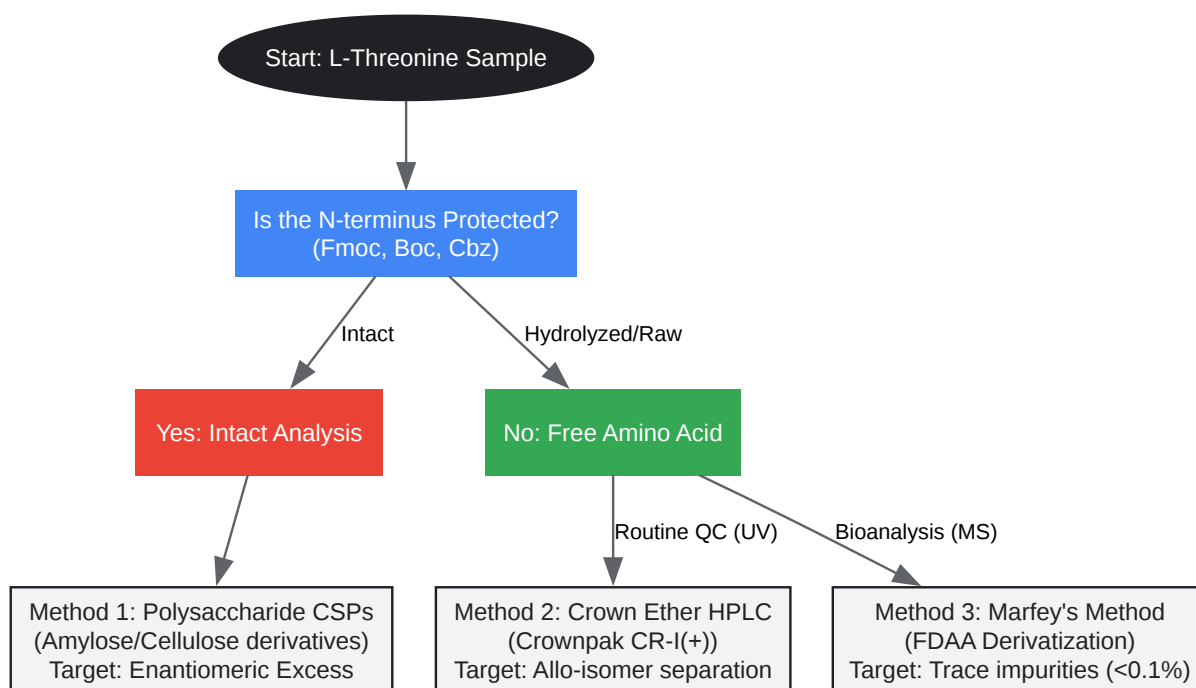 Start: L-Threonine Sample
Is the N-terminus Protected?
(Fmoc, Boc, Cbz)
Intact
Hydrolyzed/Raw
Yes: Intact Analysis
No: Free Amino Acid
Routine QC (UV)
Bioanalysis (MS)
Method 1: Polysaccharide CSPs
(Amylose/Cellulose derivatives)
Target: Enantiomeric Excess
Method 2: Crown Ether HPLC
(Crownpak CR-I(+))
Target: Allo-isomer separation
Method 3: Marfey's Method
(FDAA Derivatization)
Target: Trace impurities (<0.1%)